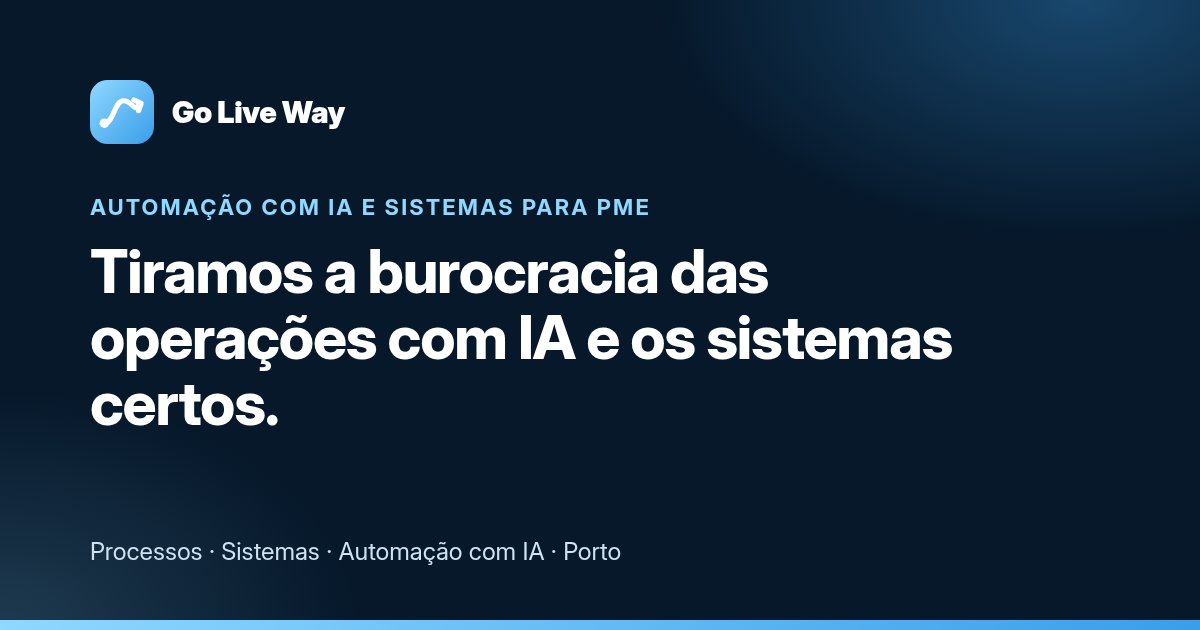 Go Live Way
AUTOMAÇÃO COM IA E SISTEMAS PARA PME
Tiramos a burocracia das
operações com IA e os sistemas
certos.
Processos · Sistemas · Automação com IA · Porto